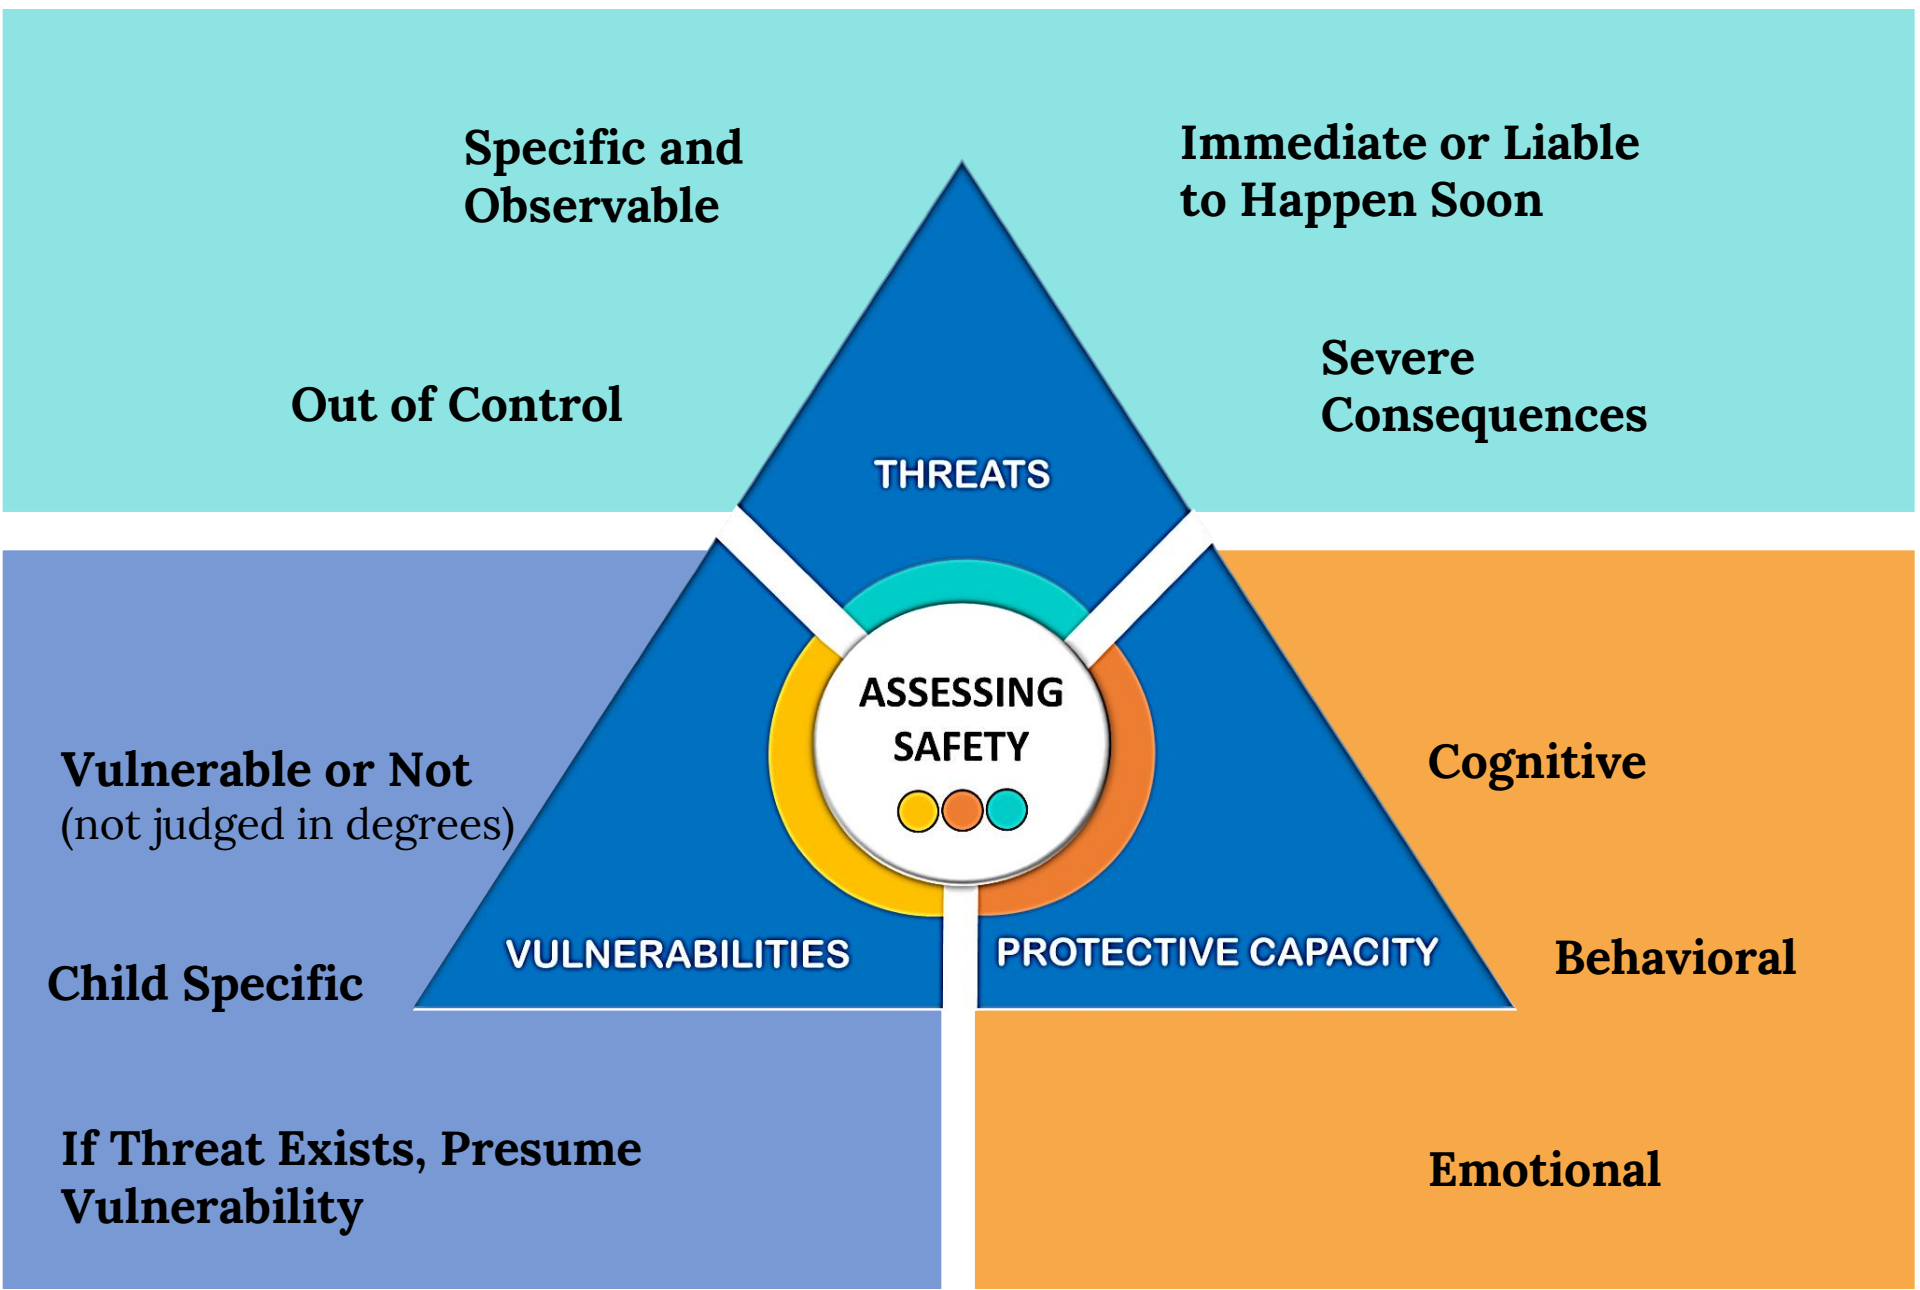 Specific and
Observable
Immediate or Liable
to Happen Soon
Out of Control
Severe
Consequences
THREATS
ASSESSING
SAFETY
Vulnerable or Not
(not judged in degrees)
Child Specific
If Threat Exists, Presume
Vulnerability
VULNERABILITIES
PROTECTIVE CAPACITY
Cognitive
Behavioral
Emotional